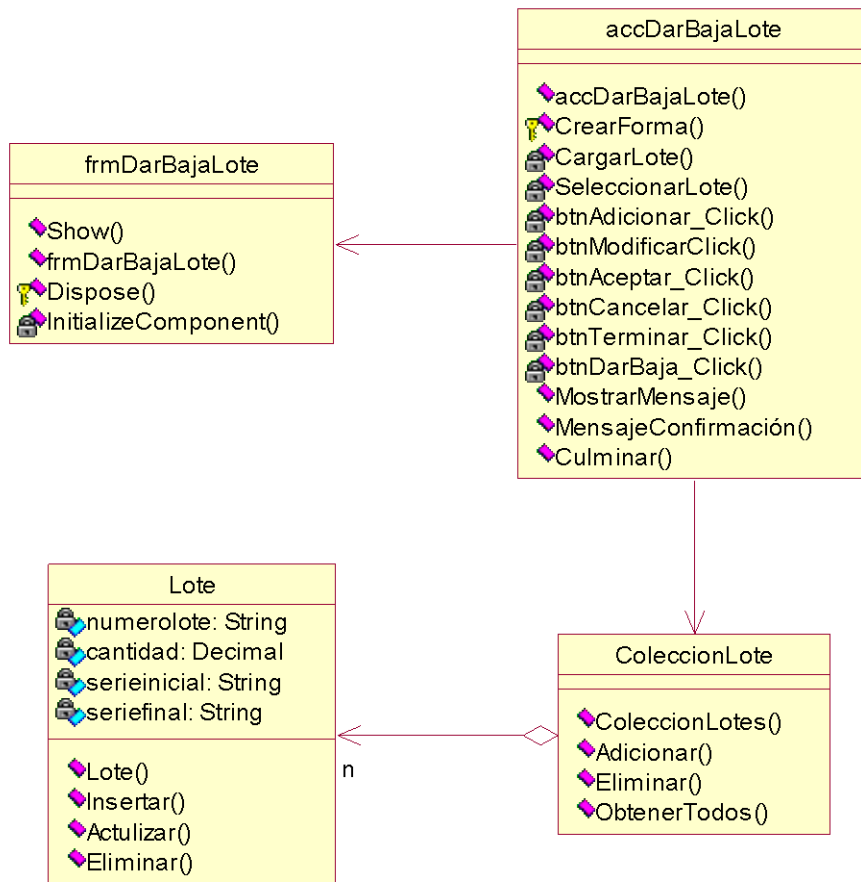 accDarBajaLote
accDarBajaLote()
CrearForma()
CargarLote()
SeleccionarLote()
btnAdicionar_Click()
btnModificarClick()
btnAceptar_Click()
btnCancelar_Click()
btnTerminar_Click()
btnDarBaja_Click()
MostrarMensaje()
MensajeConfirmación()
Culminar()
frmDarBajaLote
Show()
frmDarBajaLote()
Dispose()
InitializeComponent()
Lote
numerolote: String
cantidad: Decimal
serieinicial: String
seriefinal: String
Lote()
Insertar()
Actulizar()
Eliminar()
n
ColeccionLote
ColeccionLotes()
Adicionar()
Eliminar()
ObtenerTodos()